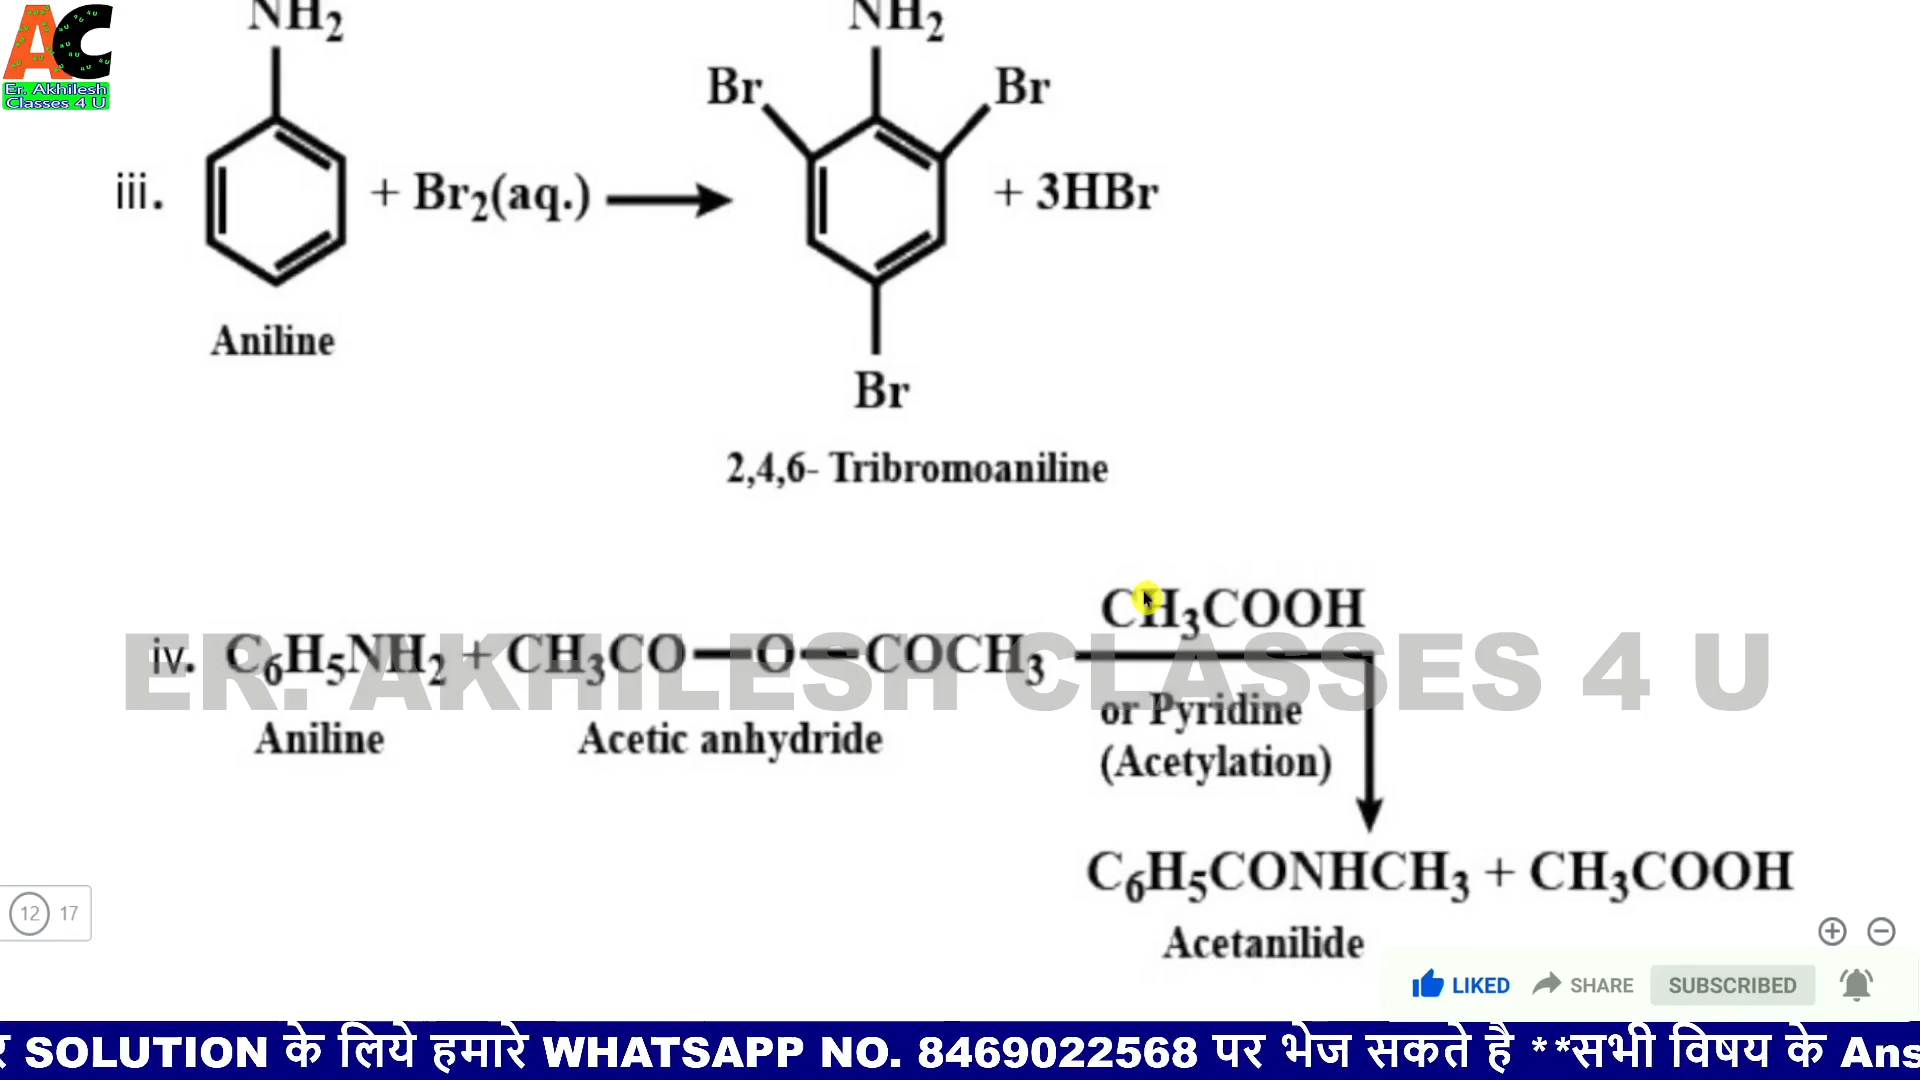 AC
Er. Akhilesh
Classes 4 U
NH2
NH2
Br
Br
iii.
+ Br2(aq.)
+ 3HBr
Aniline
Br
2,4,6- Tribromoaniline
CH3COOH
iv. C6H5NH2 + CH3CO—O—COCH3
ER. AKHILESH CLASSES 4 U
or Pyridine
Aniline
Acetic anhydride
(Acetylation)
C6H5CONHCH3 + CH3COOH
12 17
Acetanilide
LIKED SHARE SUBSCRIBED
SOLUTION के लिये हमारे WHATSAPP NO. 8469022568 पर भेज सकते है **सभी विषय के Ans